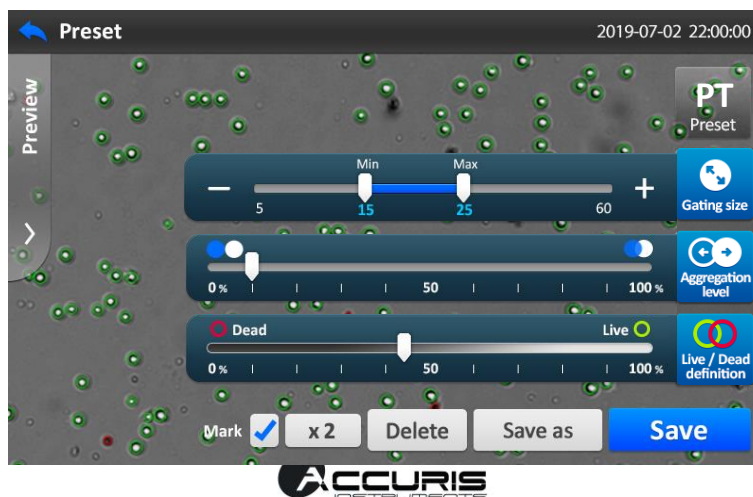 Preset
2019-07-02 22:00:00
Preview
PT
Preset
Min Max
5 15 25 60
Gating size
0 % 50 100 %
Aggregation
level
Dead Live
0 % 50 100 %
Live / Dead
definition
Mark x 2 Delete Save as Save
ACCURIS
INSTRUMENTS